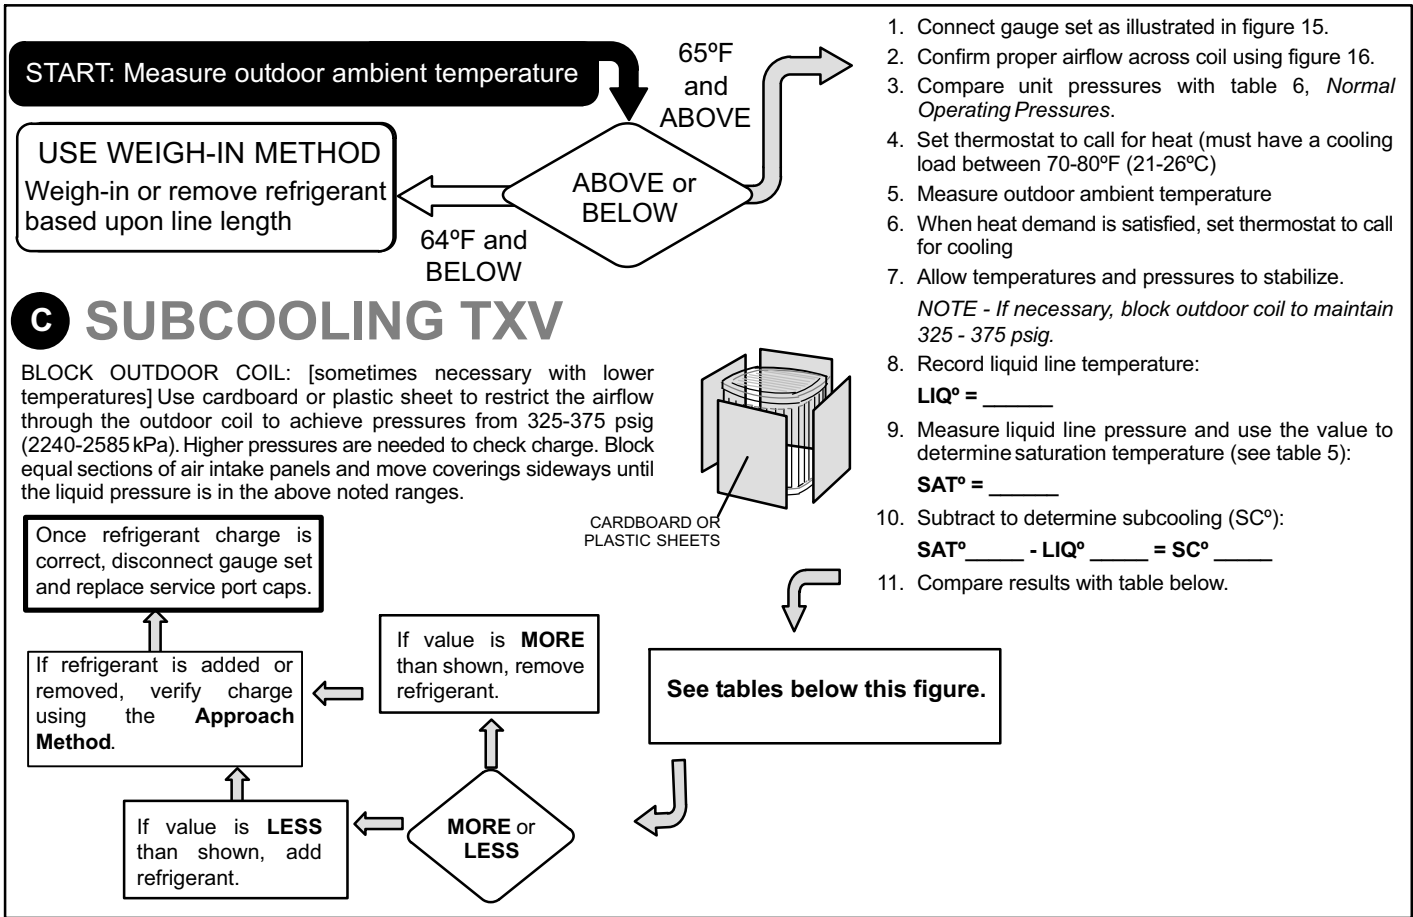 START: Measure outdoor ambient temperature
65ºF
and
ABOVE
ABOVE or
BELOW
64ºF and
BELOW
USE WEIGH-IN METHOD
Weigh-in or remove refrigerant
based upon line length
C SUBCOOLING TXV
BLOCK OUTDOOR COIL: [sometimes necessary with lower
temperatures] Use cardboard or plastic sheet to restrict the airflow
through the outdoor coil to achieve pressures from 325-375 psig
(2240-2585 kPa). Higher pressures are needed to check charge. Block
equal sections of air intake panels and move coverings sideways until
the liquid pressure is in the above noted ranges.
CARDBOARD OR
PLASTIC SHEETS
1. Connect gauge set as illustrated in figure 15.
2. Confirm proper airflow across coil using figure 16.
3. Compare unit pressures with table 6, Normal
Operating Pressures.
4. Set thermostat to call for heat (must have a cooling
load between 70-80ºF (21-26ºC)
5. Measure outdoor ambient temperature
6. When heat demand is satisfied, set thermostat to call
for cooling
7. Allow temperatures and pressures to stabilize.
NOTE - If necessary, block outdoor coil to maintain
325 - 375 psig.
8. Record liquid line temperature:
LIQº = ______
9. Measure liquid line pressure and use the value to
determine saturation temperature (see table 5):
SATº = ______
10. Subtract to determine subcooling (SCº):
SATº_____ - LIQº _____ = SCº _____
11. Compare results with table below.
See tables below this figure.
MORE or
LESS
If value is MORE
than shown, remove
refrigerant.
If value is LESS
than shown, add
refrigerant.
If refrigerant is added or
removed, verify charge
using the Approach
Method.
Once refrigerant charge is
correct, disconnect gauge set
and replace service port caps.